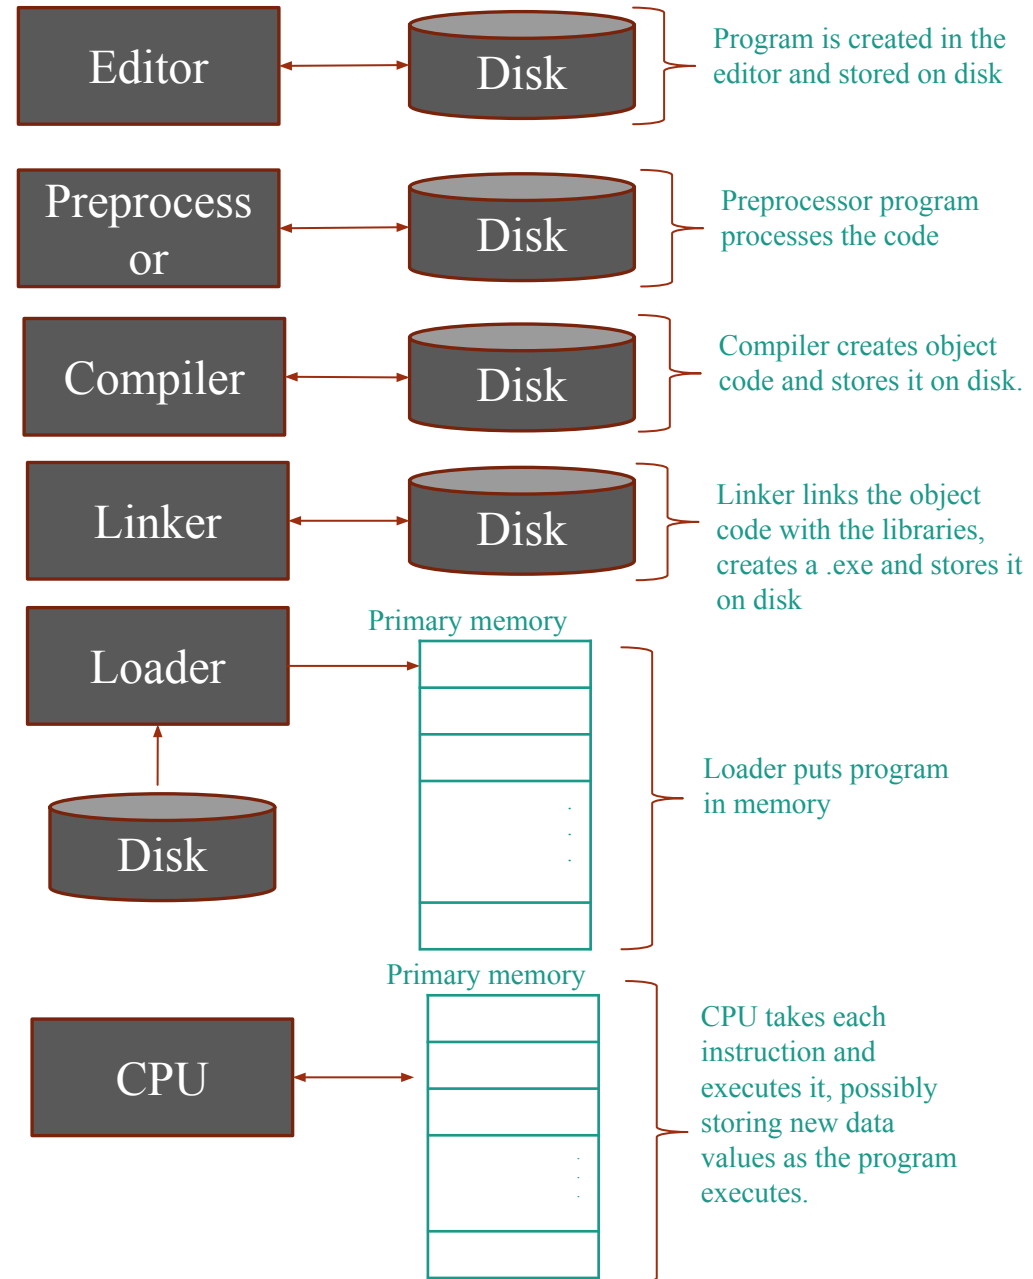 Editor
Disk
Program is created in the
editor and stored on disk
Preprocess
or
Disk
Preprocessor program
processes the code
Compiler
Disk
Compiler creates object
code and stores it on disk.
Linker
Disk
Linker links the object
code with the libraries,
creates a .exe and stores it
on disk
Primary memory
Loader
Disk
.
.
.
Loader puts program
in memory
Primary memory
CPU
.
.
.
CPU takes each
instruction and
executes it, possibly
storing new data
values as the program
executes.